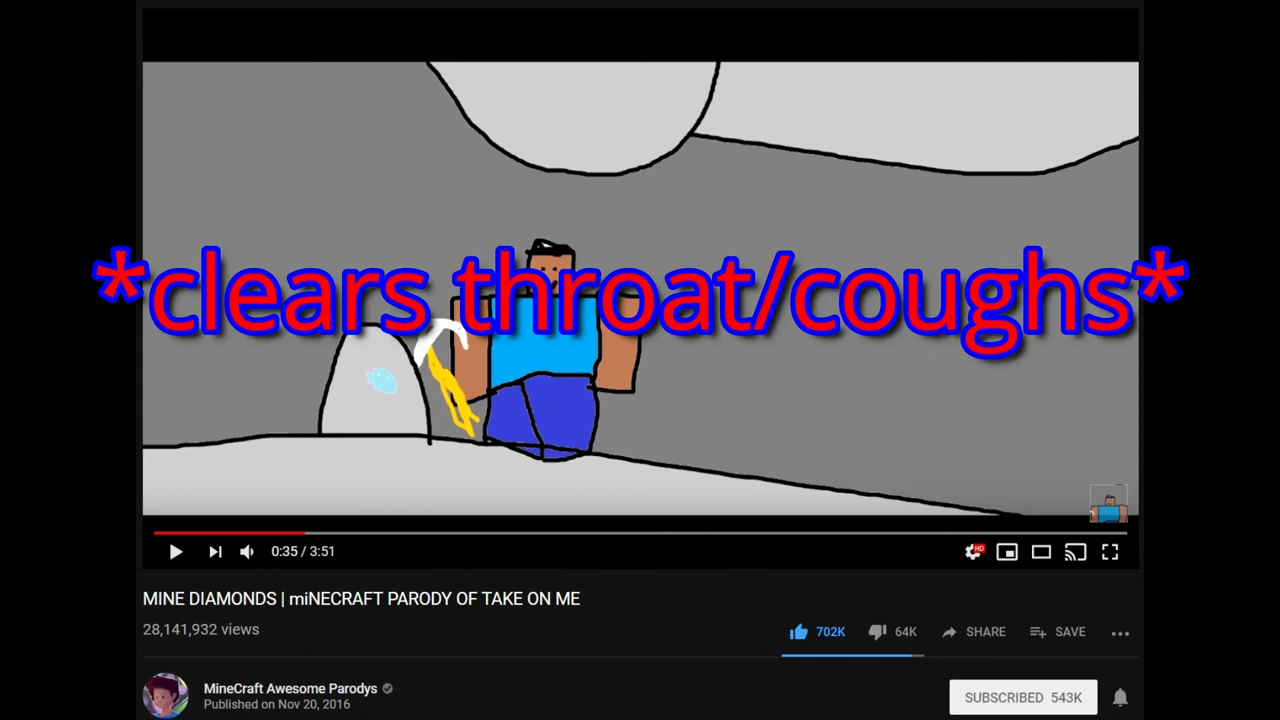 *clears throat/coughs*
HD
0:35 / 3:51
MINE DIAMONDS | miNECRAFT PARODY OF TAKE ON ME
28,141,932 views
702K 64K SHARE SAVE
MineCraft Awesome Parodys
Published on Nov 20, 2016
SUBSCRIBED 543K